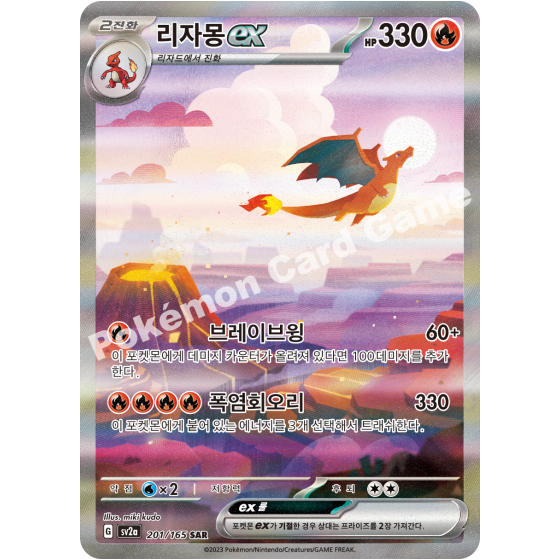 2진화 리자몽ex HP 330
리자드에서 진화
Pokémon Card Game
브레이브윙 60+
이 포켓몬에게 데미지 카운터가 올려져 있다면 100데미지를 추가
한다.
폭염회오리 330
이 포켓몬에게 붙어 있는 에너지를 3개 선택해서 트래쉬한다.
약점 ×2 저항력 후퇴
Illus. miki kudo
G sv2a 201/165 SAR
ex 룰
포켓몬 ex가 기절한 경우 상대는 프라이즈를 2장 가져간다.
©2023 Pokémon/Nintendo/Creatures/GAME FREAK.